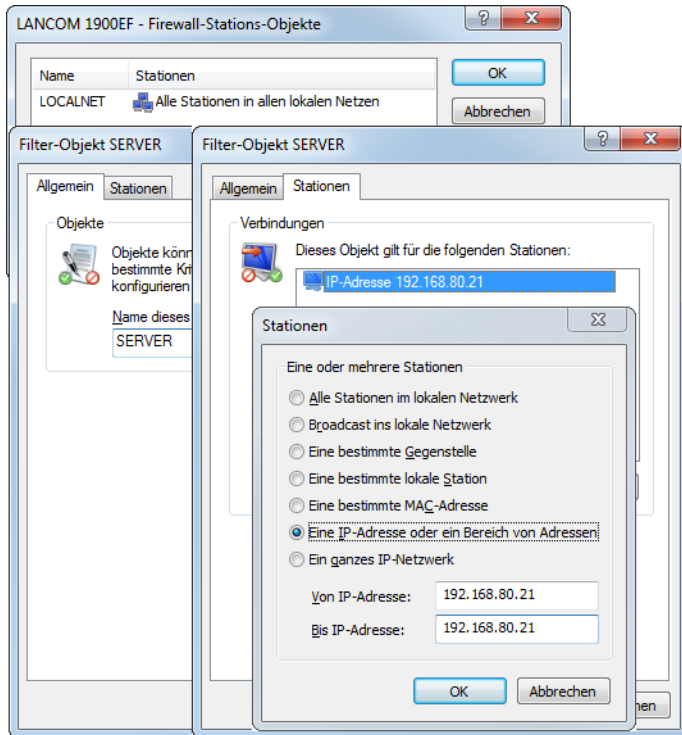 LANCOM 1900EF - Firewall-Stations-Objekte
Name Stationen
OK
LOCALNET Alle Stationen in allen lokalen Netzen
Abbrechen
Filter-Objekt SERVER
Allgemein Stationen
Objekte
Objekte könn
bestimmte Krit
konfigurieren
Name dieses
SERVER
Filter-Objekt SERVER
Allgemein Stationen
Verbindungen
Dieses Objekt gilt für die folgenden Stationen:
IP-Adresse 192.168.80.21
Stationen
Eine oder mehrere Stationen
Alle Stationen im lokalen Netzwerk
Broadcast ins lokale Netzwerk
Eine bestimmte Gegenstelle
Eine bestimmte lokale Station
Eine bestimmte MAC-Adresse
Eine IP-Adresse oder ein Bereich von Adressen
Ein ganzes IP-Netzwerk
Von IP-Adresse: 192.168.80.21
Bis IP-Adresse: 192.168.80.21
OK Abbrechen
hen